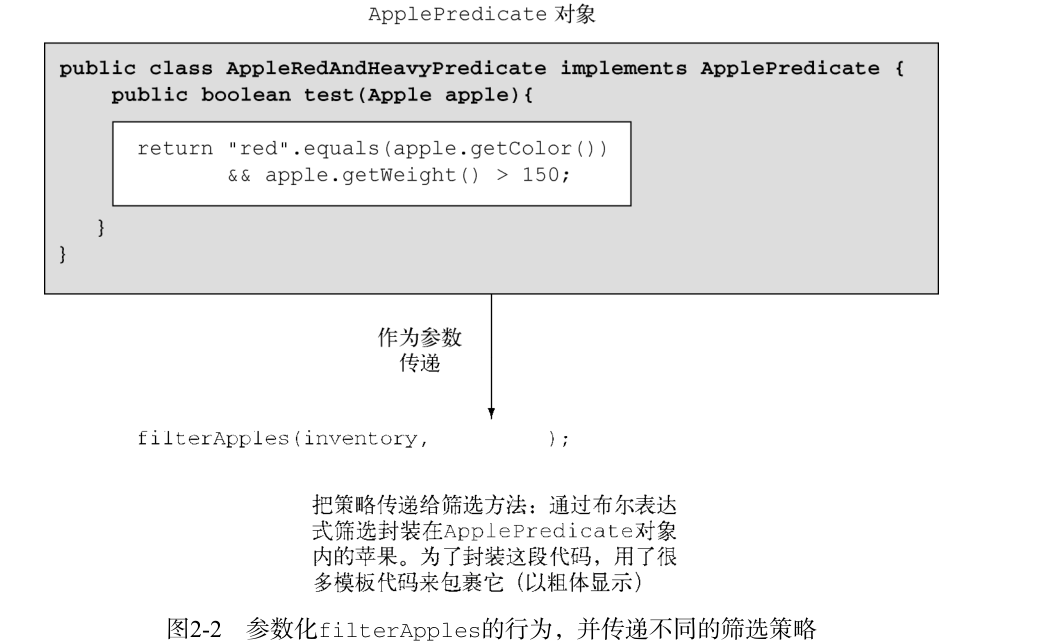 ApplePredicate 对象
public class AppleRedAndHeavyPredicate implements ApplePredicate {
public boolean test(Apple apple){
return "red".equals(apple.getColor())
&& apple.getWeight() > 150;
}
}
作为参数
传递
filterApples(inventory,          );
把策略传递给筛选方法：通过布尔表达
式筛选封装在ApplePredicate对象
内的苹果。为了封装这段代码，用了很
多模板代码来包裹它（以粗体显示）
图2-2 参数化filterApples的行为，并传递不同的筛选策略